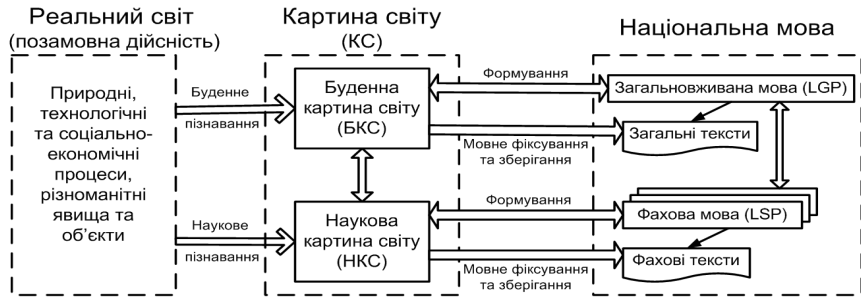 Реальний світ
(позамовна дійсність)
Картина світу
(КС)
Національна мова
Природні,
технологічні
та соціально-
економічні
процеси,
різноманітні
явища та
об’єкти
Буденне
пізнавання
Наукове
пізнавання
Буденна
картина світу
(БКС)
Наукова
картина світу
(НКС)
Формування
Мовне фіксування
та зберігання
Формування
Мовне фіксування
та зберігання
Загальновживана мова (LGP)
Загальні тексти
Фахова мова (LSP)
Фахові тексти